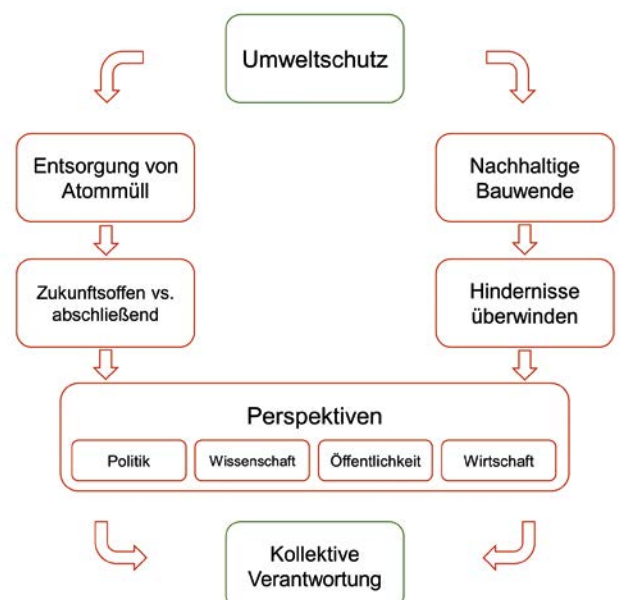 Umweltschutz
Entsorgung von
Atommüll
Nachhaltige
Bauwende
Zukunftsoffen vs.
abschließend
Hindernisse
überwinden
Perspektiven
Politik
Wissenschaft
Öffentlichkeit
Wirtschaft
Kollektive
Verantwortung